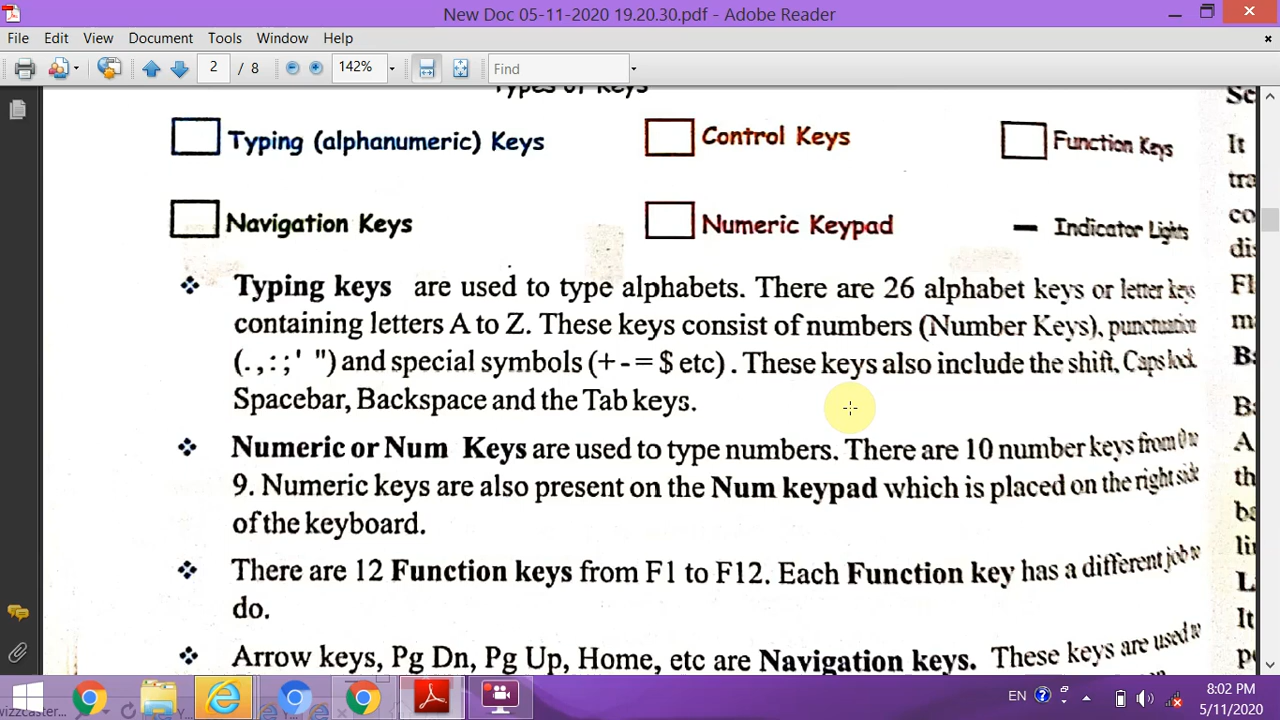 New Doc 05-11-2020 19.20.30.pdf - Adobe Reader
File Edit View Document Tools Window Help
2 / 8 142% Find
Types of Keys
Typing (alphanumeric) Keys Control Keys Function Keys
Navigation Keys Numeric Keypad Indicator Lights
Typing keys are used to type alphabets. There are 26 alphabet keys or letter keys
containing letters A to Z. These keys consist of numbers (Number Keys), punctuation
(.,:;' ") and special symbols (+ - = $ etc) . These keys also include the shift, Caps lock
Spacebar, Backspace and the Tab keys.
Numeric or Num Keys are used to type numbers. There are 10 number keys from 0 to
9. Numeric keys are also present on the Num keypad which is placed on the right side
of the keyboard.
There are 12 Function keys from F1 to F12. Each Function key has a different job to
do.
Arrow keys, Pg Dn, Pg Up, Home, etc are Navigation keys. These keys are used to
It
A
It
EN 8:02 PM
5/11/2020